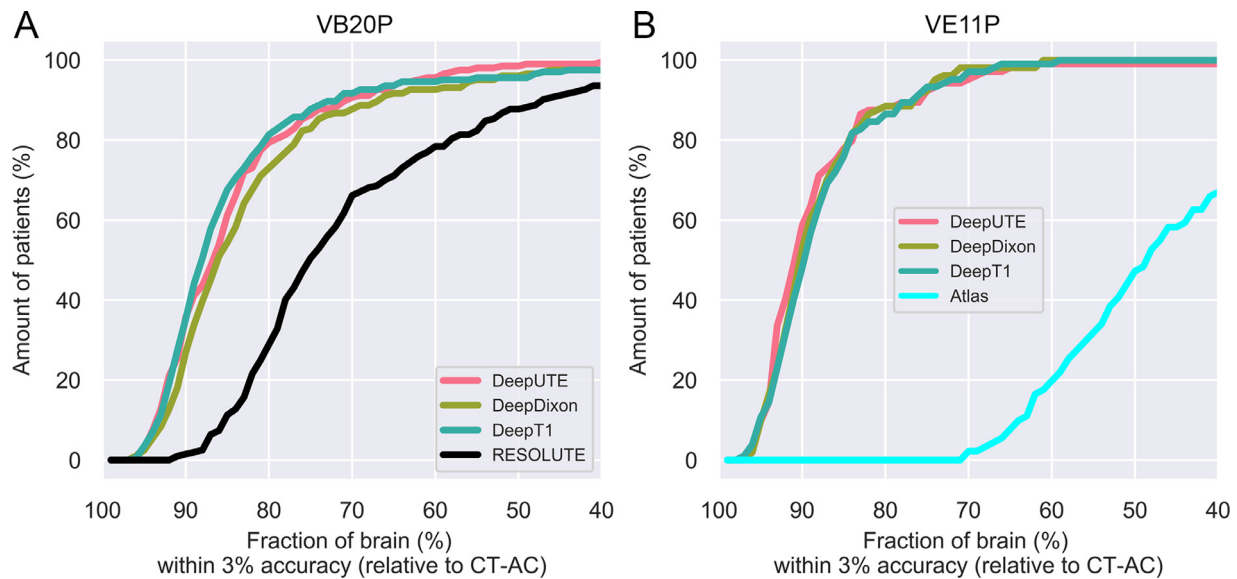 A
VB20P
Amount of patients (%)
100
80
60
40
20
0
DeepUTE
DeepDixon
DeepT1
RESOLUTE
100 90 80 70 60 50 40
Fraction of brain (%)
within 3% accuracy (relative to CT-AC)
B
VE11P
Amount of patients (%)
100
80
60
40
20
0
DeepUTE
DeepDixon
DeepT1
Atlas
100 90 80 70 60 50 40
Fraction of brain (%)
within 3% accuracy (relative to CT-AC)